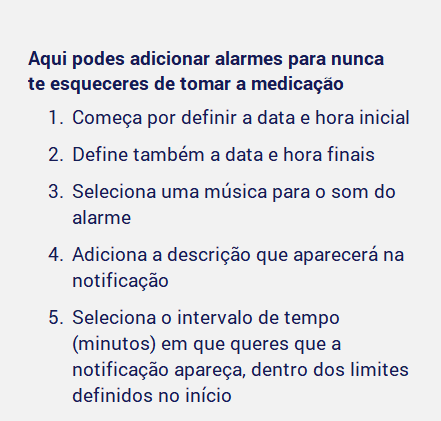 Aqui podes adicionar alarmes para nunca
te esqueceres de tomar a medicação
1. Começa por definir a data e hora inicial
2. Define também a data e hora finais
3. Seleciona uma música para o som do
alarme
4. Adiciona a descrição que aparecerá na
notificação
5. Seleciona o intervalo de tempo
(minutos) em que queres que a
notificação apareça, dentro dos limites
definidos no início